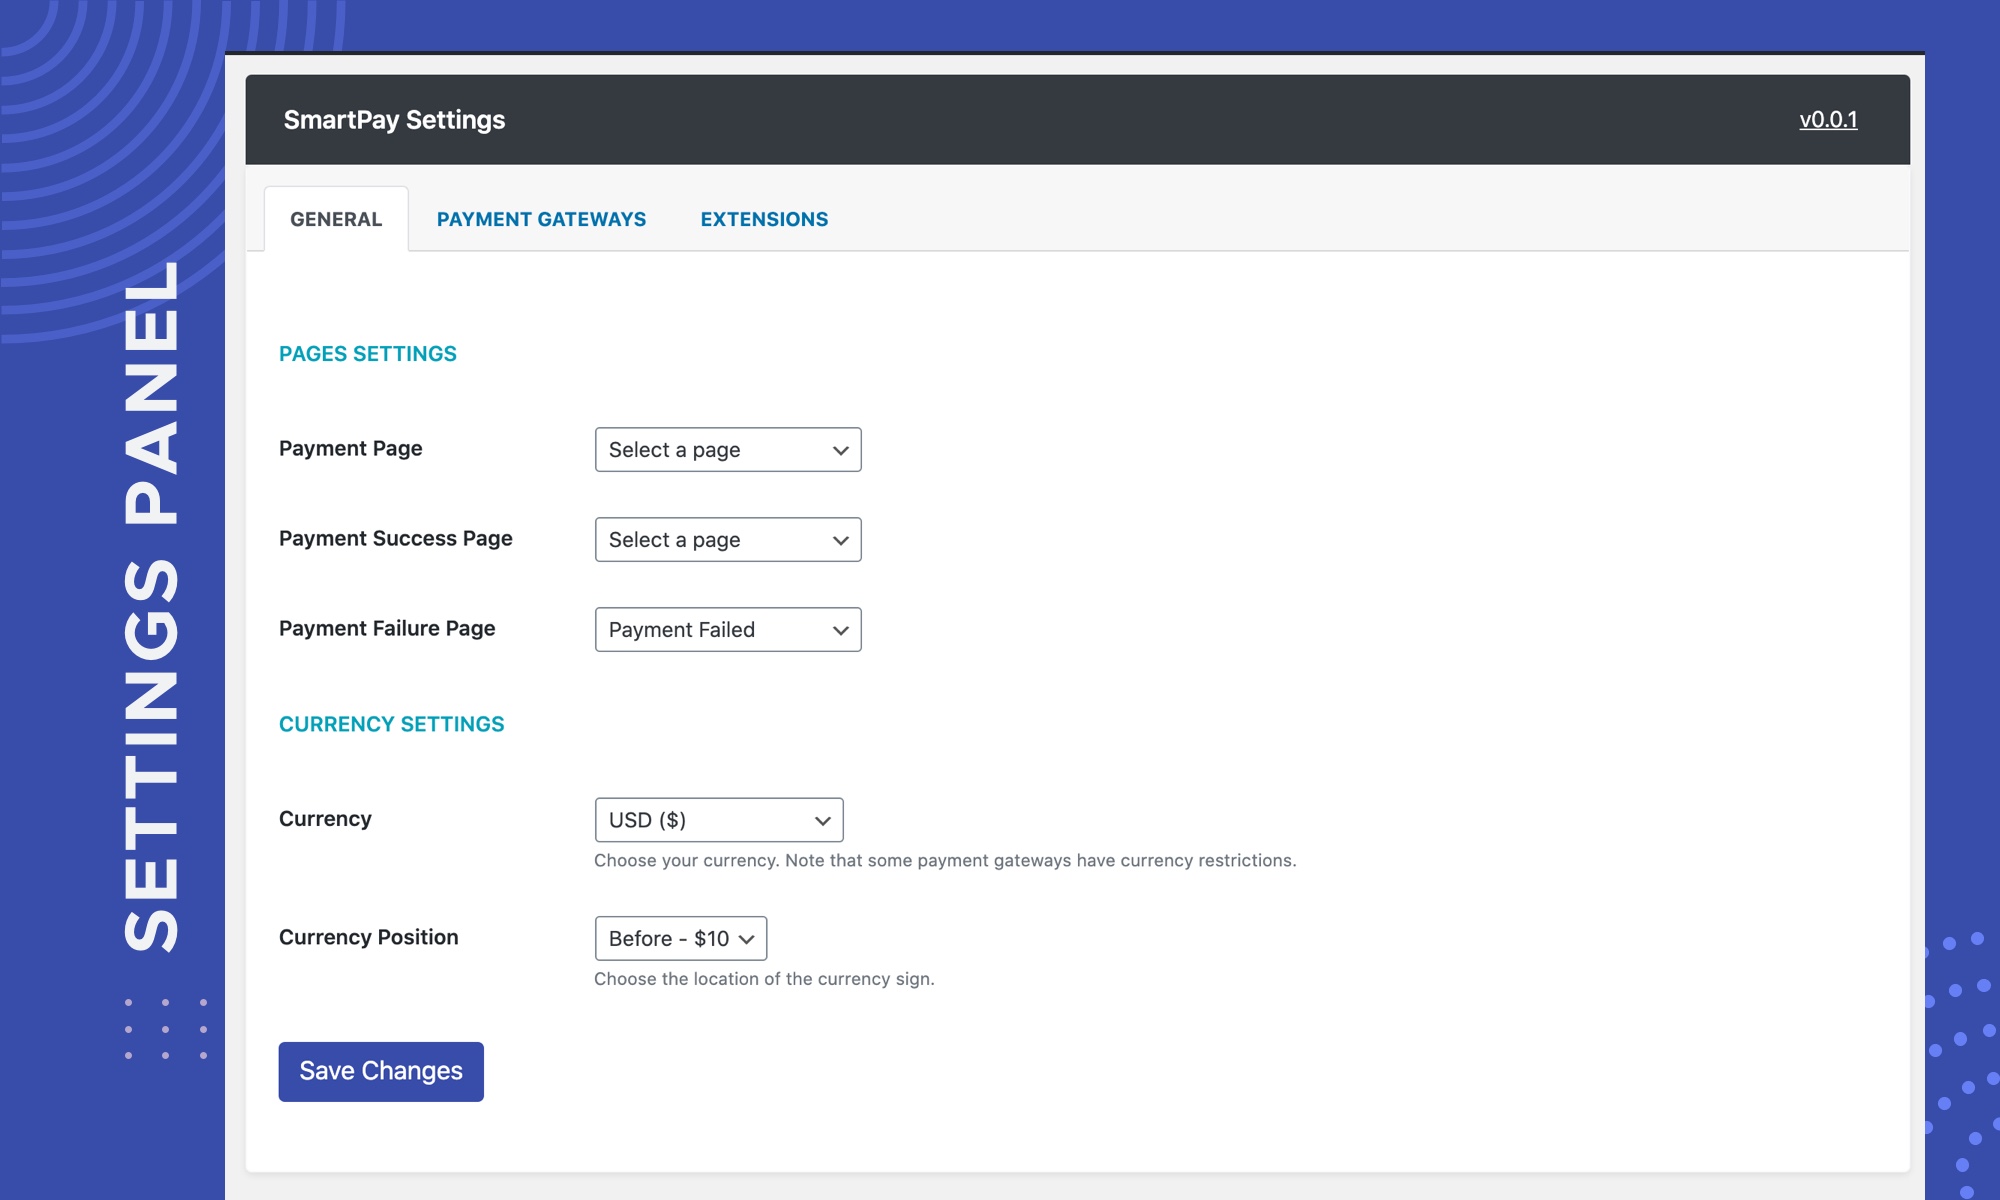 SETTINGS PANEL
SmartPay Settings
v0.0.1
GENERAL
PAYMENT GATEWAYS
EXTENSIONS
PAGES SETTINGS
Payment Page
Select a page
Payment Success Page
Select a page
Payment Failure Page
Payment Failed
CURRENCY SETTINGS
Currency
USD ($)
Choose your currency. Note that some payment gateways have currency restrictions.
Currency Position
Before - $10
Choose the location of the currency sign.
Save Changes